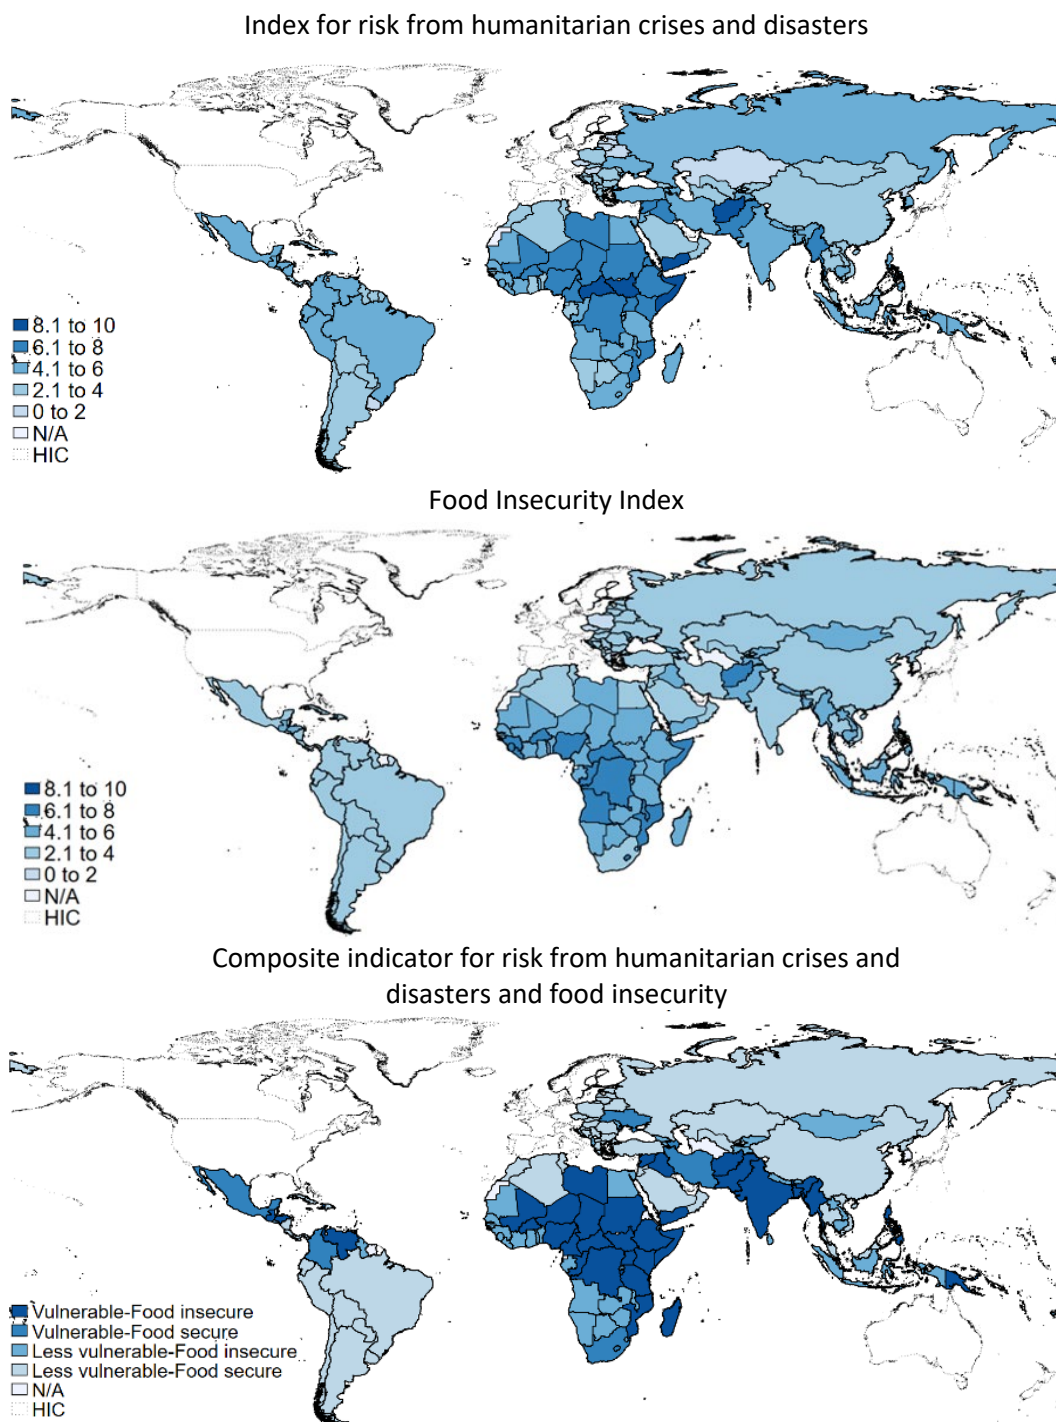 Index for risk from humanitarian crises and disasters
8.1 to 10
6.1 to 8
4.1 to 6
2.1 to 4
0 to 2
N/A
HIC
Food Insecurity Index
8.1 to 10
6.1 to 8
4.1 to 6
2.1 to 4
0 to 2
N/A
HIC
Composite indicator for risk from humanitarian crises and
disasters and food insecurity
Vulnerable-Food insecure
Vulnerable-Food secure
Less vulnerable-Food insecure
Less vulnerable-Food secure
N/A
HIC